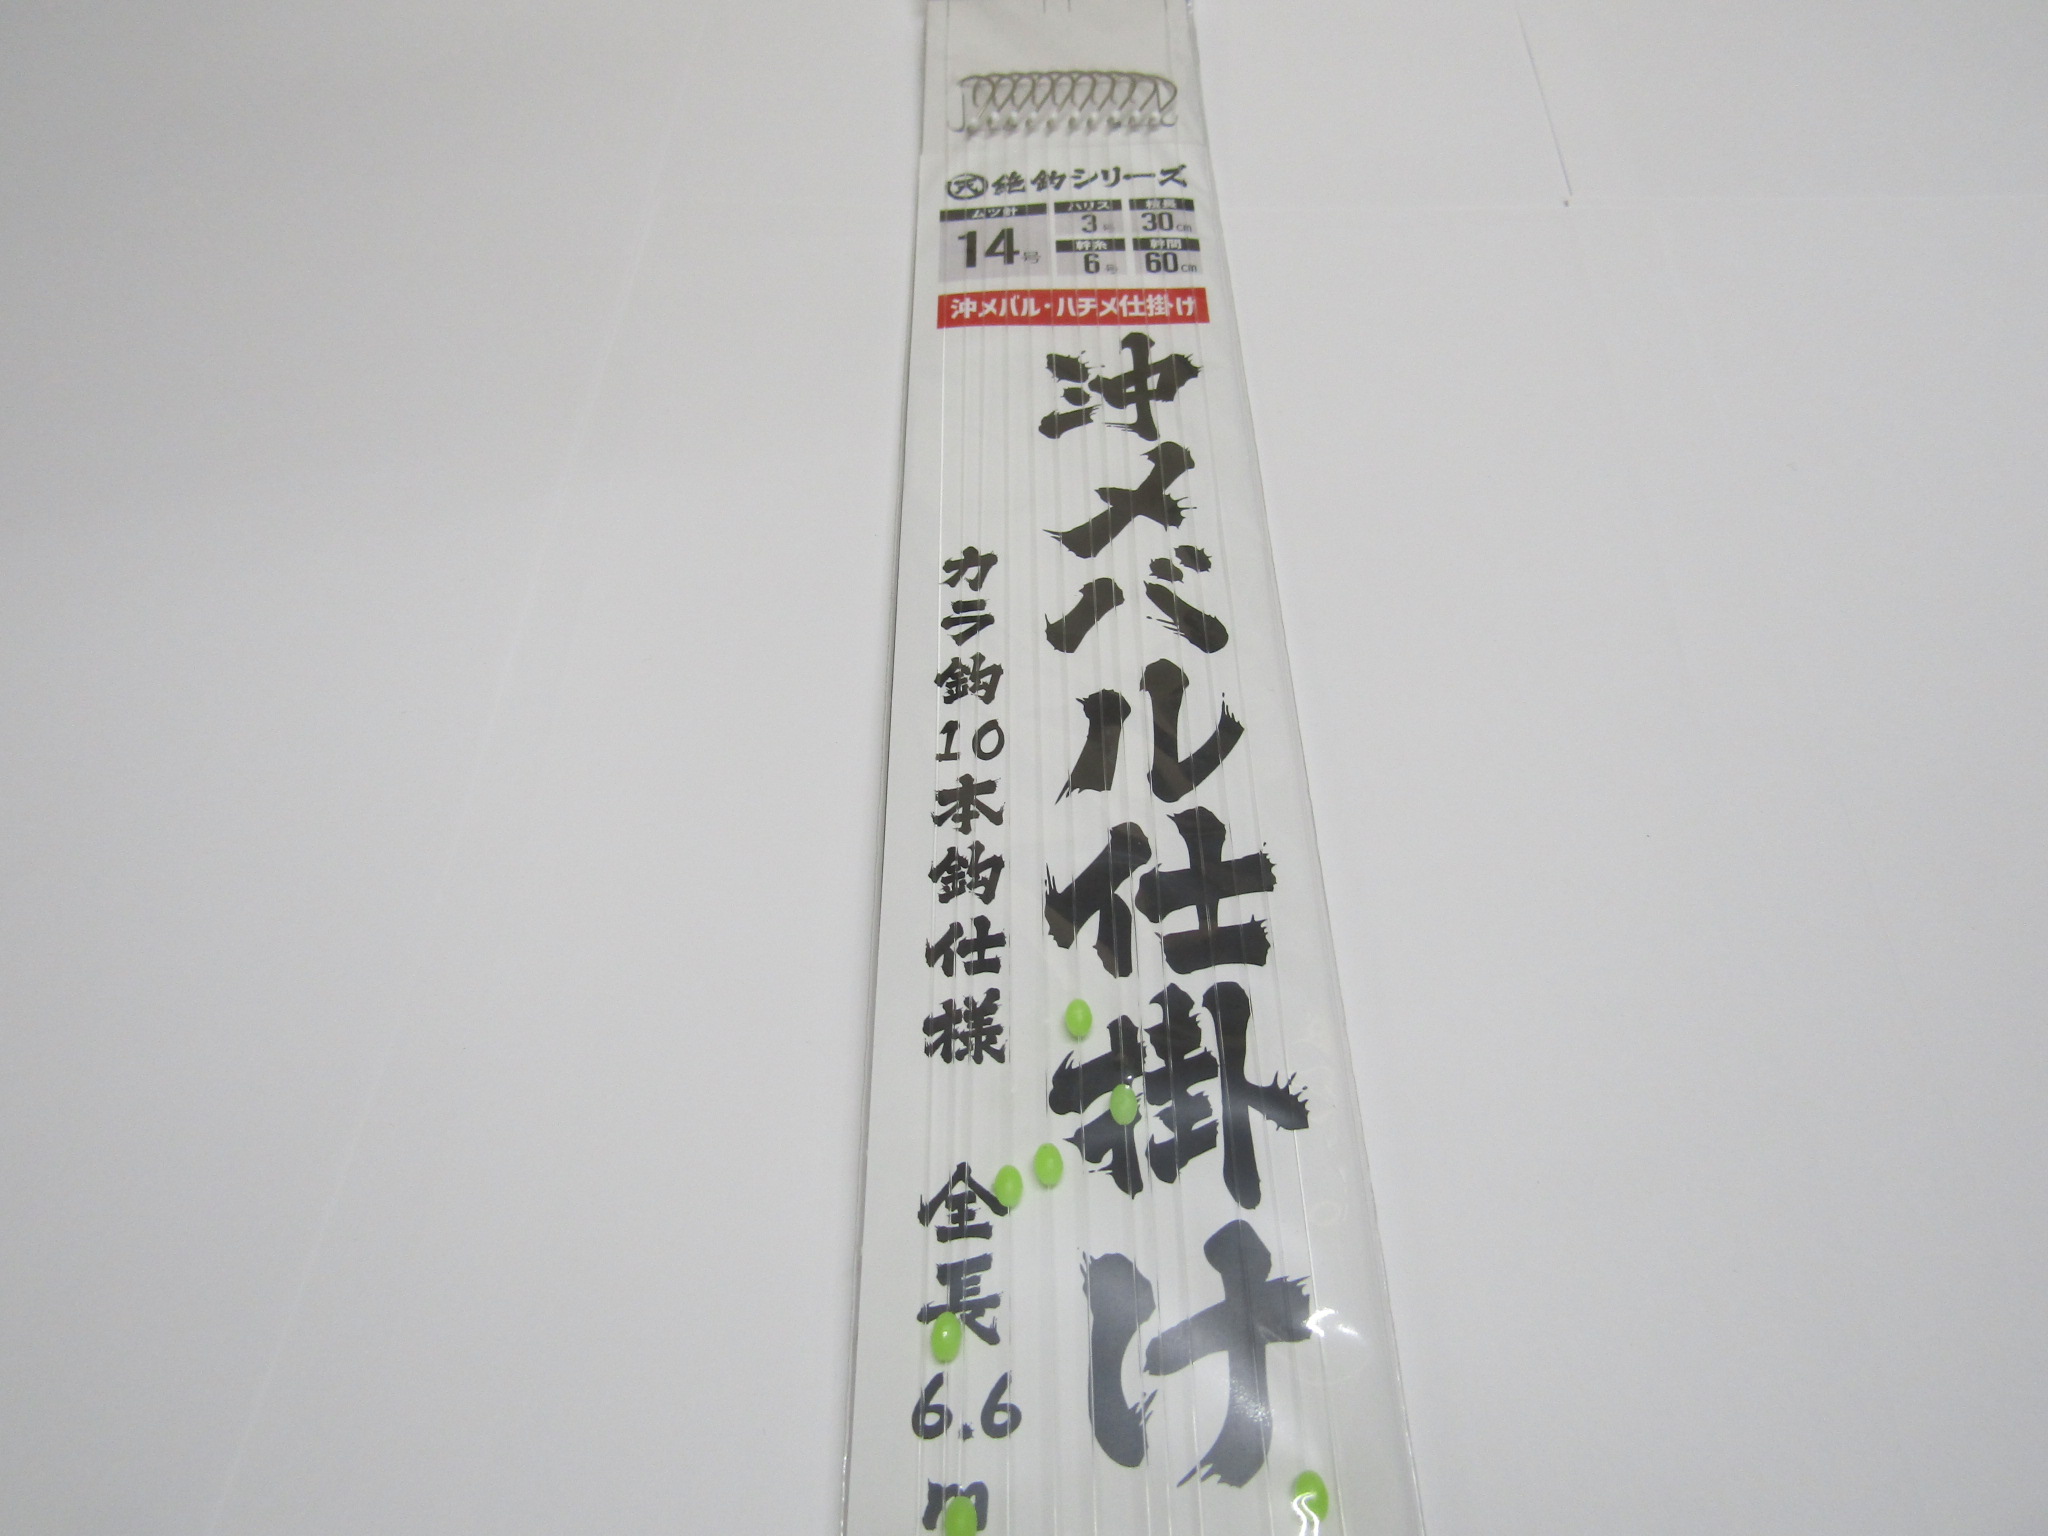 絶釣シリーズ
ムツ針 ハリス 枝長
14号 3号 30cm
幹糸 幹間
6号 60cm
沖メバル・ハチメ仕掛け
沖メバル仕掛け
カラ鈎10本鈎仕様 全長6.6m